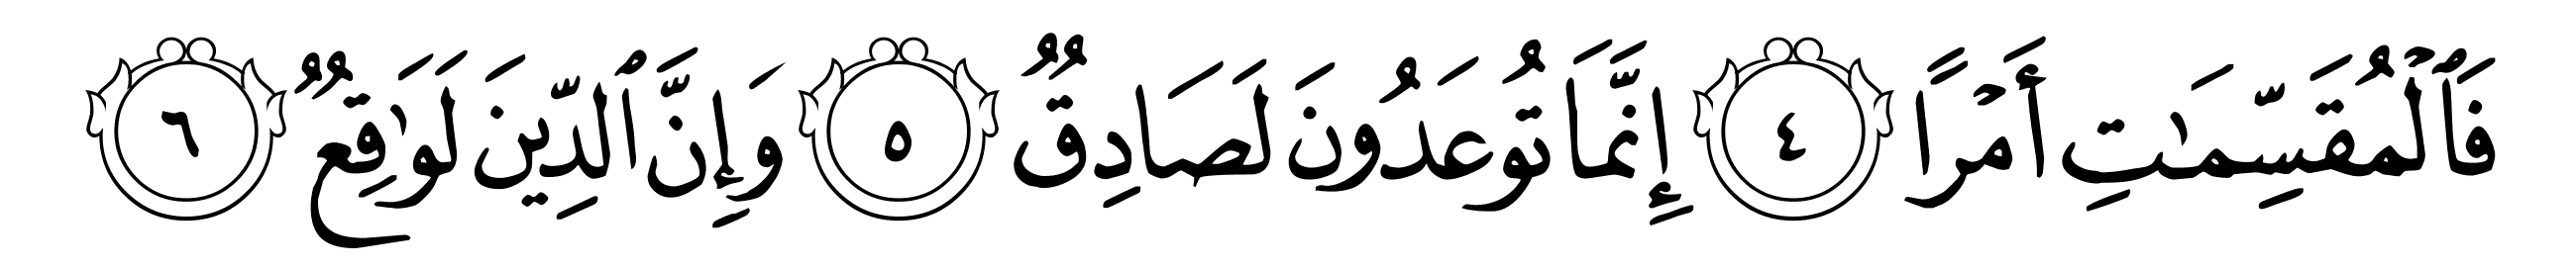 فَٱلْمُقَسِّمَـٰتِ أَمْرًا ٤ إِنَّمَا تُوعَدُونَ لَصَادِقٌ ٥ وَإِنَّ ٱلدِّينَ لَوَٰقِعٌ ٦